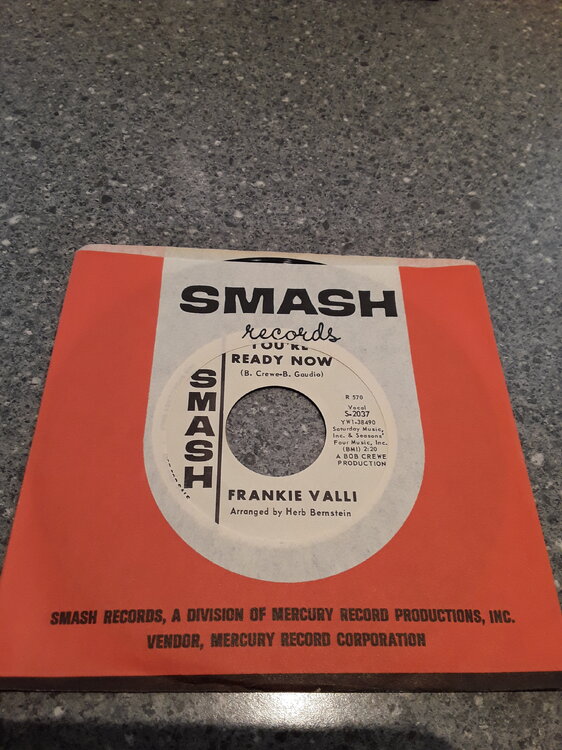 SMASH
records
YOU'RE
READY NOW
(B. Crewe-B. Gaudio)
SMASH
R 570
Vocal
S-2037
YW1-38490
Saturday Music,
Inc. & Seasons'
Four Music, Inc.
(BMI) 2:20
A BOB CREWE
PRODUCTION
FRANKIE VALLI
Arranged by Herb Bernstein
SMASH RECORDS, A DIVISION OF MERCURY RECORD PRODUCTIONS, INC.
VENDOR, MERCURY RECORD CORPORATION